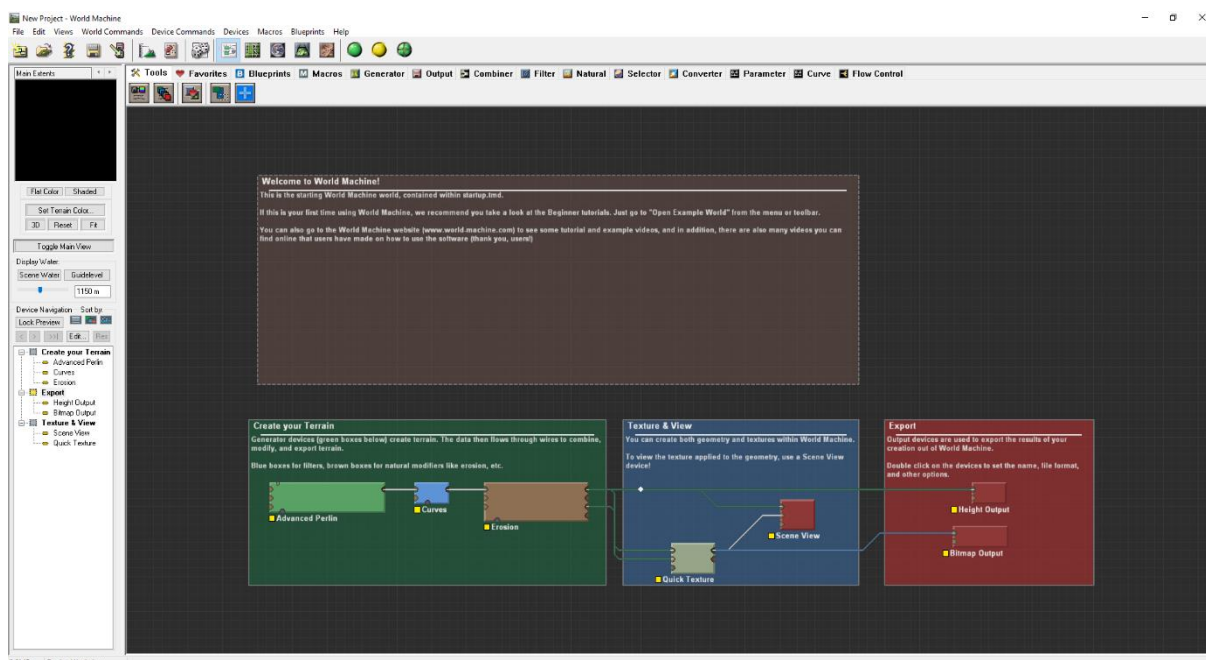 New Project - World Machine
File Edit Views World Commands Device Commands Devices Macros Blueprints Help
Main Extents
Tools Favorites Blueprints Macros Generator Output Combiner Filter Natural Selector Converter Parameter Curve Flow Control
Flat Color Shaded
Set Terrain Color...
3D Reset Fit
Toggle Main View
Display Water:
Scene Water Guidelevel
1150 m
Device Navigation Sort by
Lock Preview
Edit...
Create your Terrain
Advanced Perlin
Curves
Erosion
Export
Height Output
Bitmap Output
Texture & View
Scene View
Quick Texture
Welcome to World Machine!
This is the starting World Machine world, contained within startup.tmd.
If this is your first time using World Machine, we recommend you take a look at the Beginner tutorials. Just go to "Open Example World" from the menu or toolbar.
You can also go to the World Machine website (www.world-machine.com) to see some tutorial and example videos, and in addition, there are also many videos you can
find online that users have made on how to use the software (thank you, users!)
Create your Terrain
Generator devices (green boxes below) create terrain. The data then flows through wires to combine,
modify, and export terrain.
Blue boxes for filters, brown boxes for natural modifiers like erosion, etc.
Advanced Perlin
Curves
Erosion
Texture & View
You can create both geometry and textures within World Machine.
To view the texture applied to the geometry, use a Scene View
device!
Scene View
Quick Texture
Export
Output devices are used to export the results of your
creation out of World Machine.
Double click on the devices to set the name, file format,
and other options.
Height Output
Bitmap Output